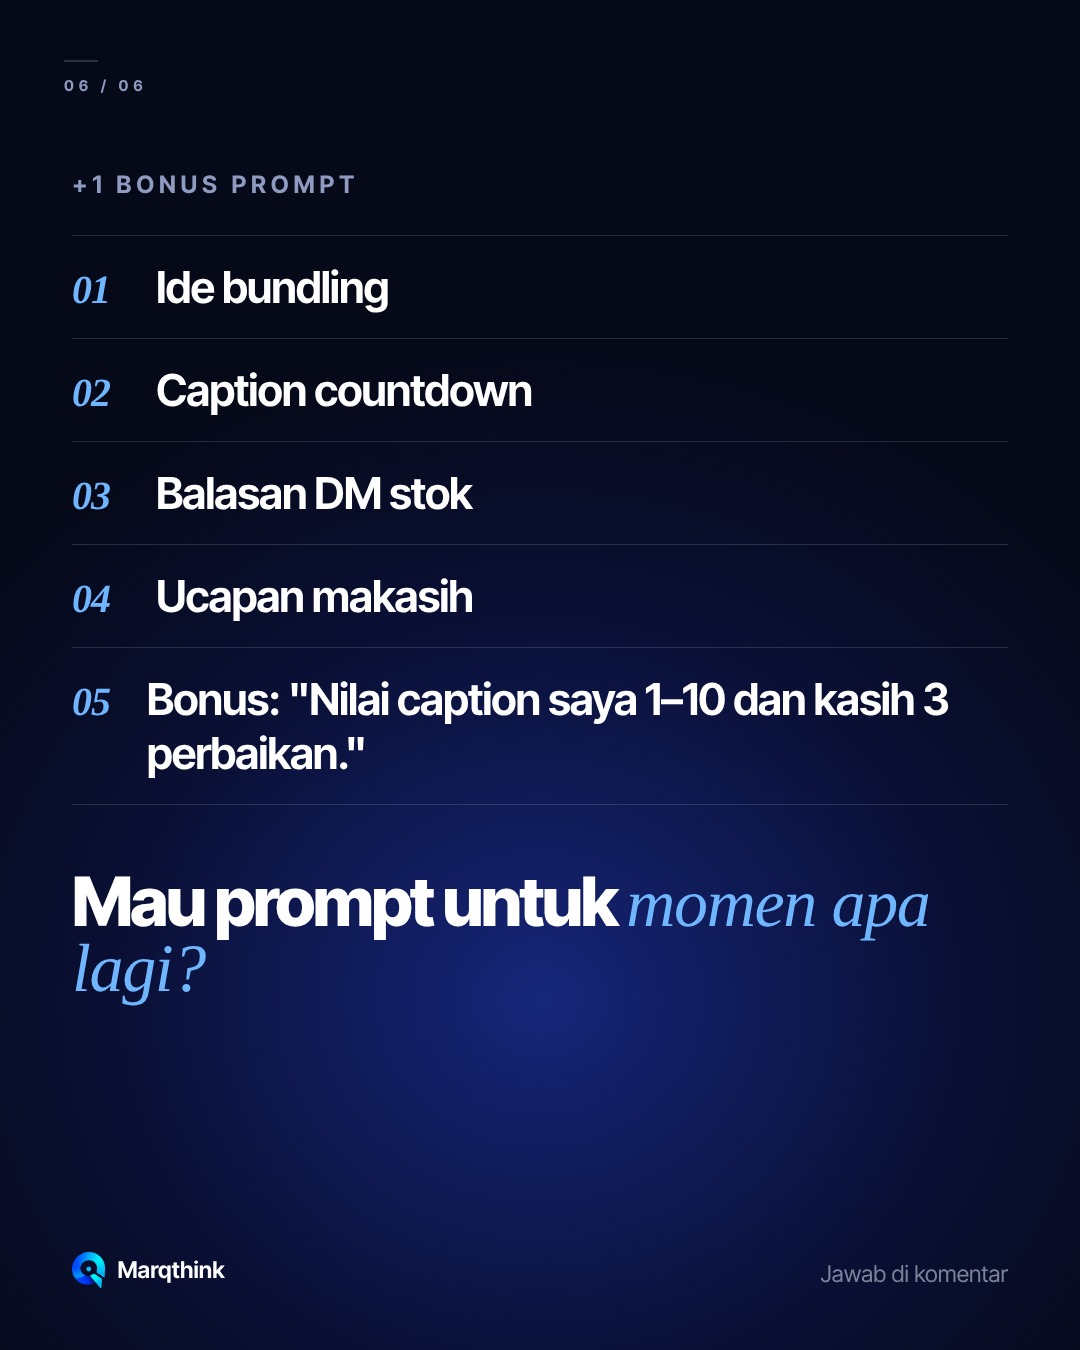 06 / 06
+1 BONUS PROMPT
01 Ide bundling
02 Caption countdown
03 Balasan DM stok
04 Ucapan makasih
05 Bonus: "Nilai caption saya 1–10 dan kasih 3
perbaikan."
Mau prompt untuk momen apa
lagi?
Marqthink
Jawab di komentar